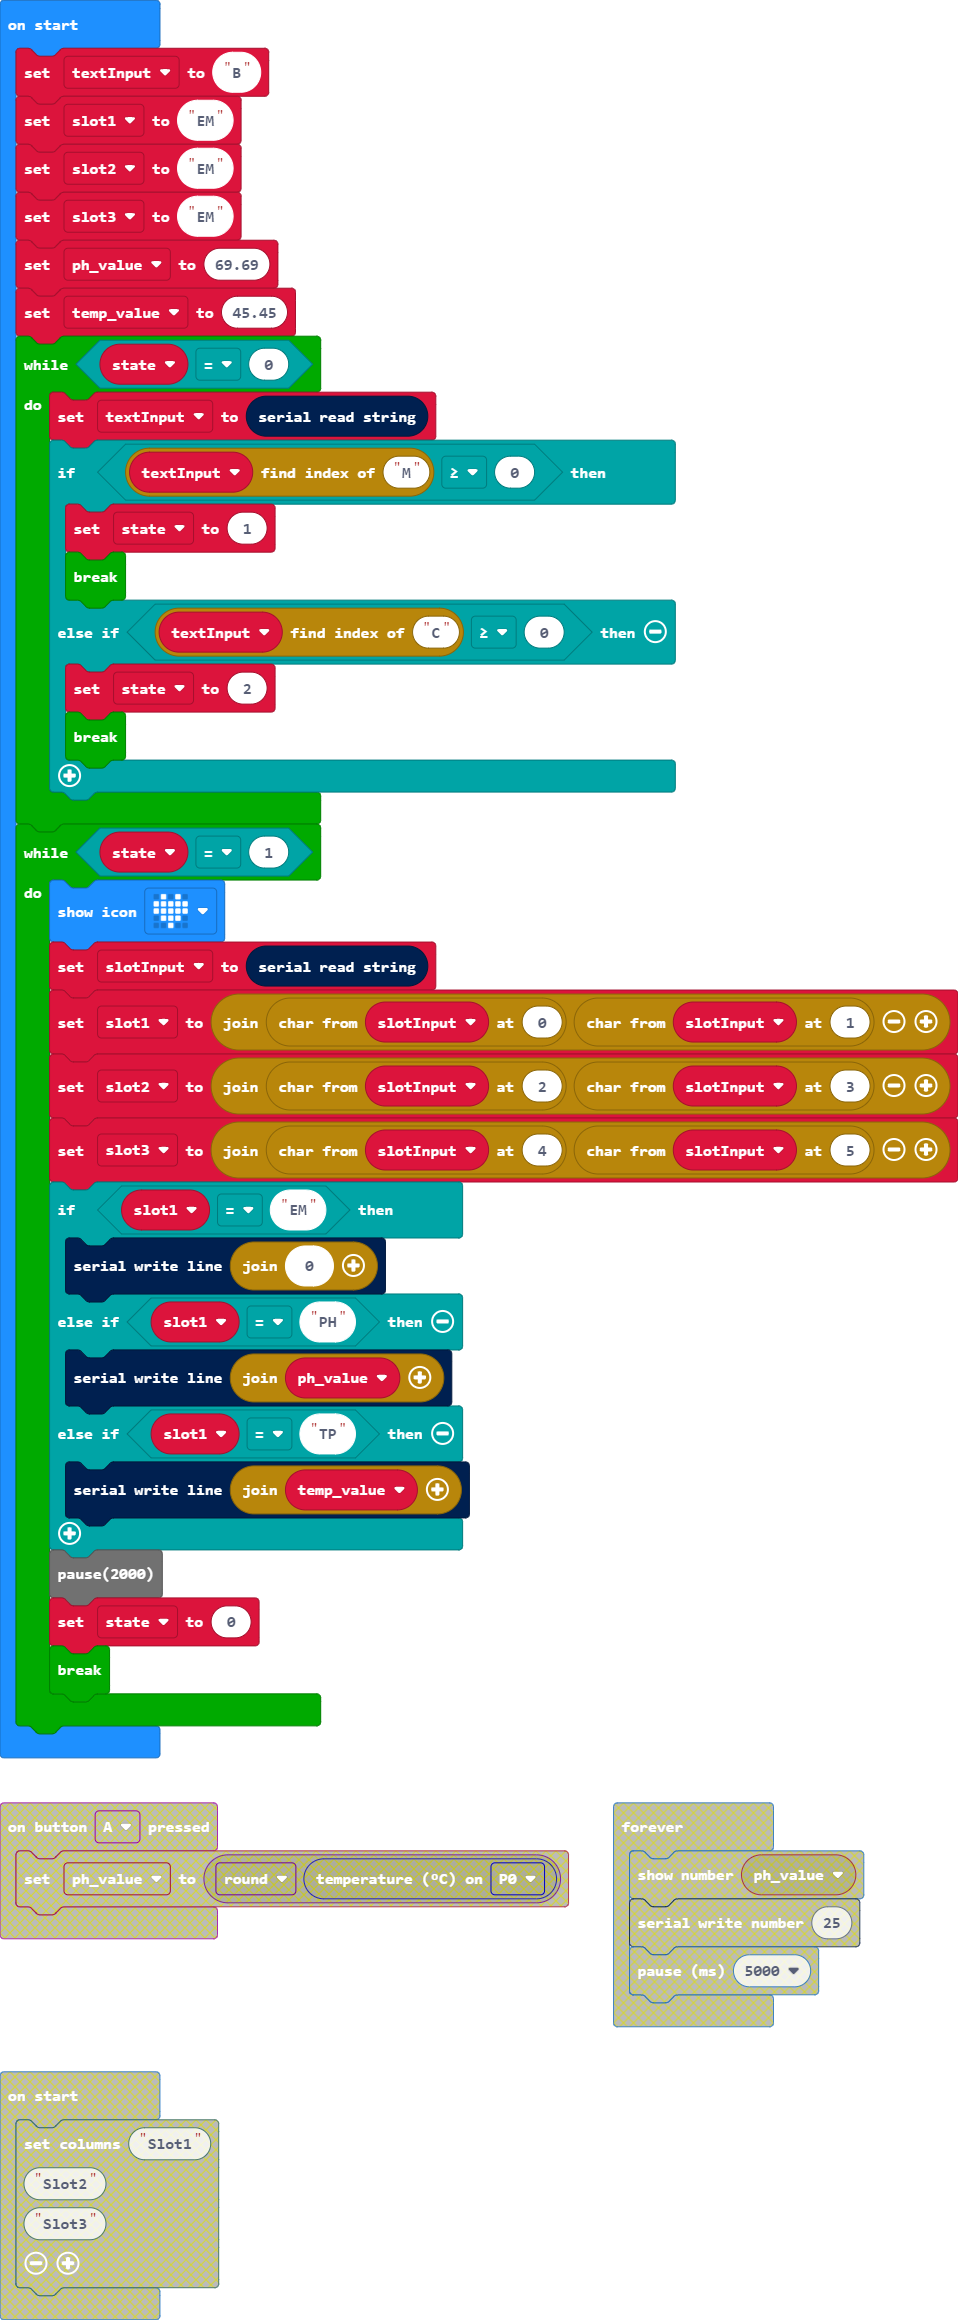 on start
set textInput to "B"
set slot1 to "EM"
set slot2 to "EM"
set slot3 to "EM"
set ph_value to 69.69
set temp_value to 45.45
while state = 0
do
set textInput to serial read string
if textInput find index of "M" ≥ 0 then
set state to 1
break
else if textInput find index of "C" ≥ 0 then
set state to 2
break
while state = 1
do
show icon
set slotInput to serial read string
set slot1 to join char from slotInput at 0 char from slotInput at 1
set slot2 to join char from slotInput at 2 char from slotInput at 3
set slot3 to join char from slotInput at 4 char from slotInput at 5
if slot1 = "EM" then
serial write line join 0
else if slot1 = "PH" then
serial write line join ph_value
else if slot1 = "TP" then
serial write line join temp_value
pause(2000)
set state to 0
break
on button A pressed
set ph_value to round temperature (ºC) on P0
forever
show number ph_value
serial write number 25
pause (ms) 5000
on start
set columns "Slot1"
"Slot2"
"Slot3"